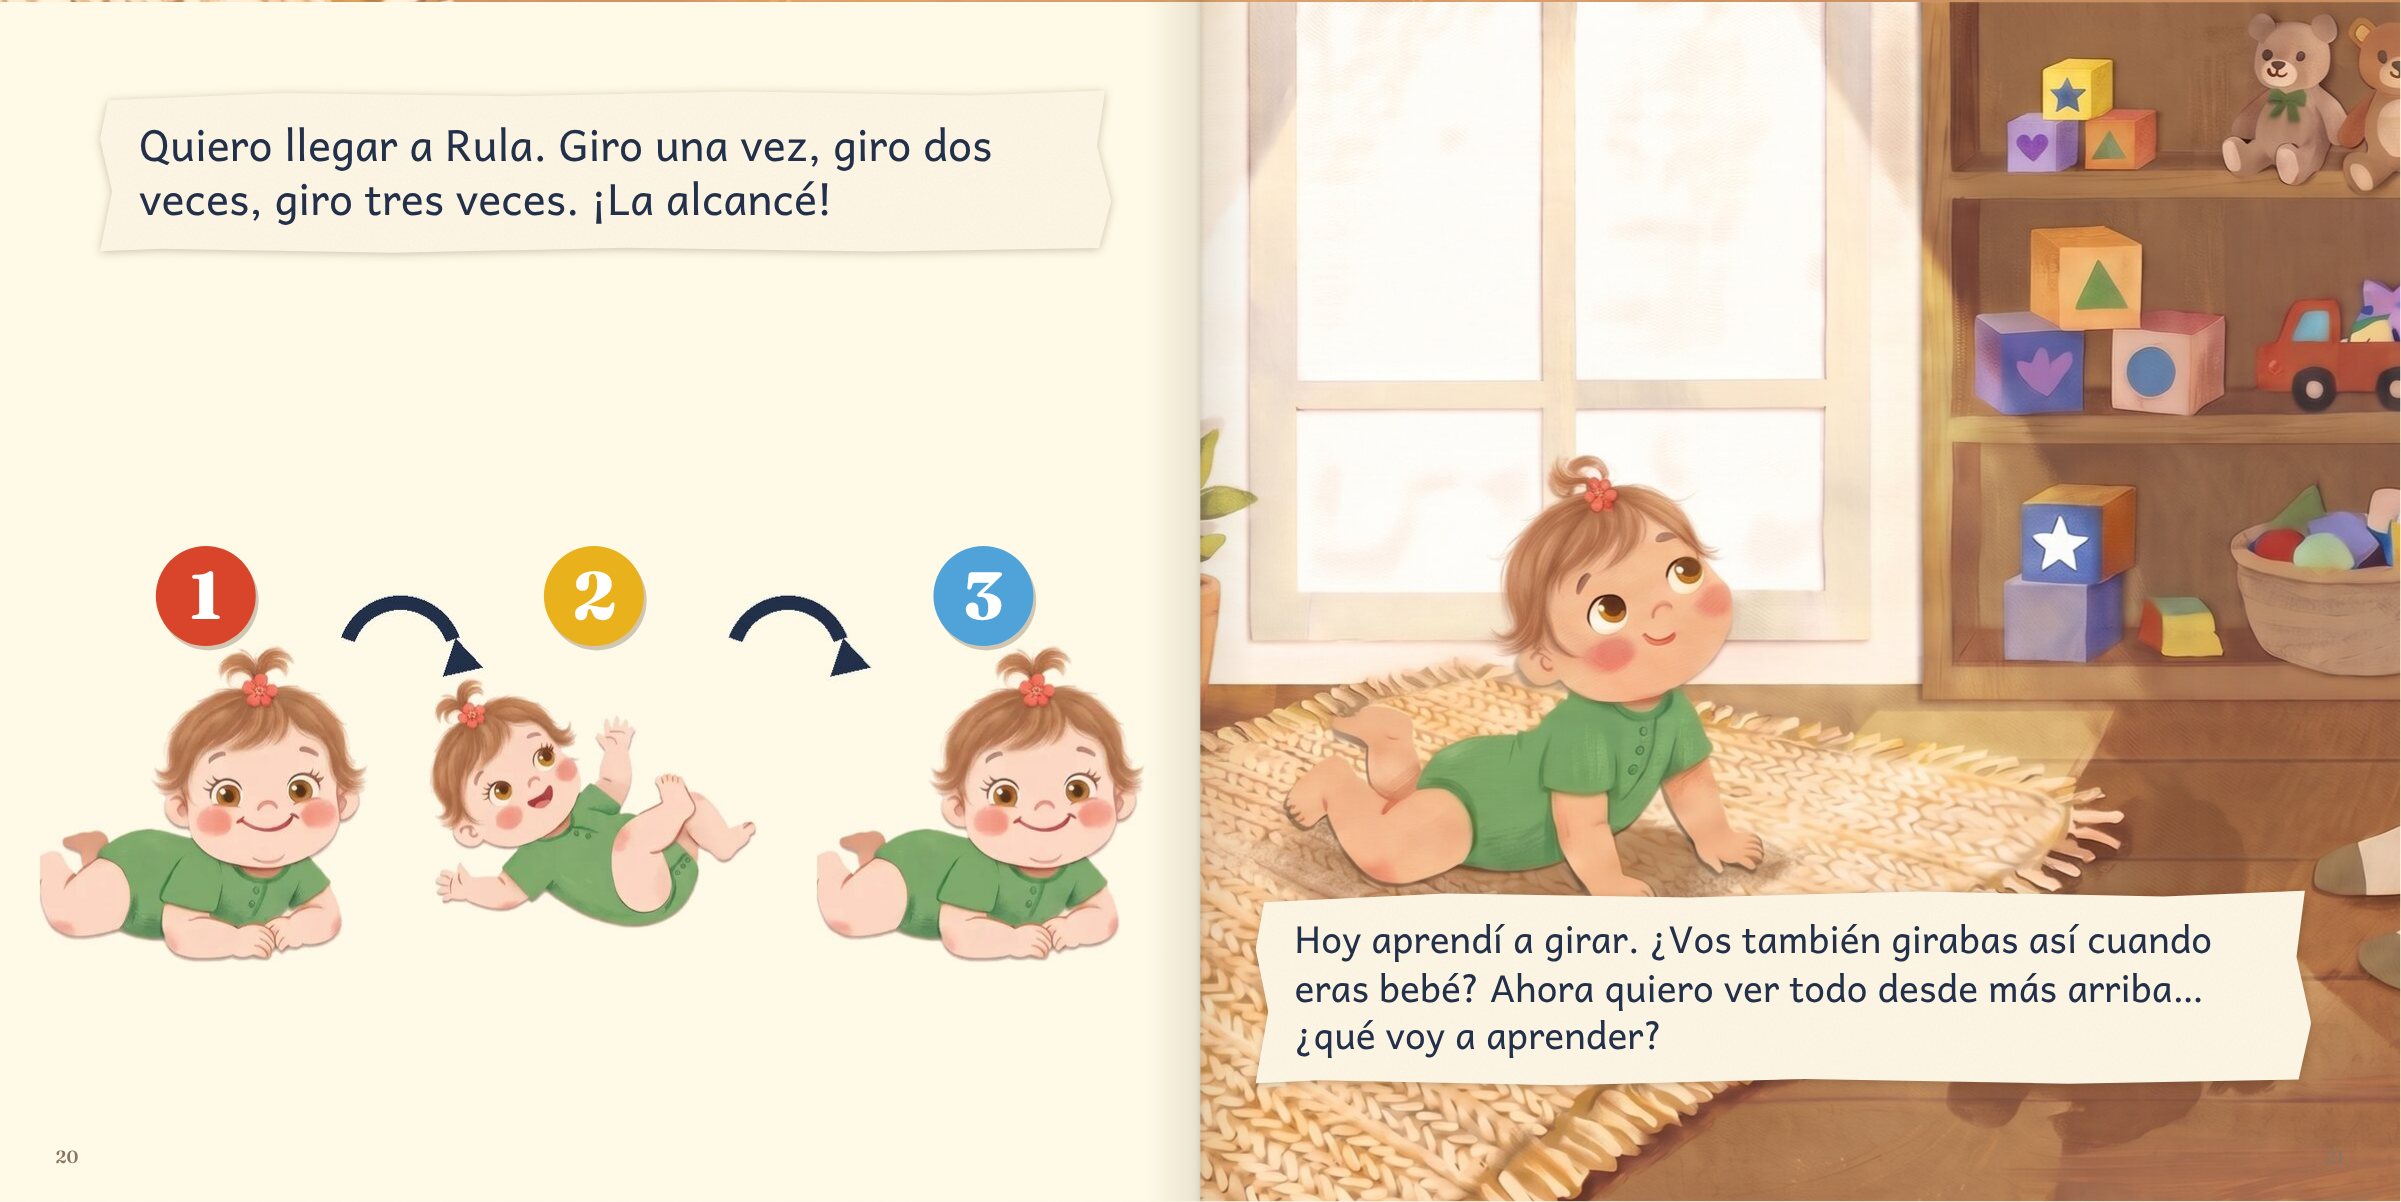 Quiero llegar a Rula. Giro una vez, giro dos
veces, giro tres veces. ¡La alcancé!
1
2
3
20
Hoy aprendí a girar. ¿Vos también girabas así cuando
eras bebé? Ahora quiero ver todo desde más arriba...
¿qué voy a aprender?